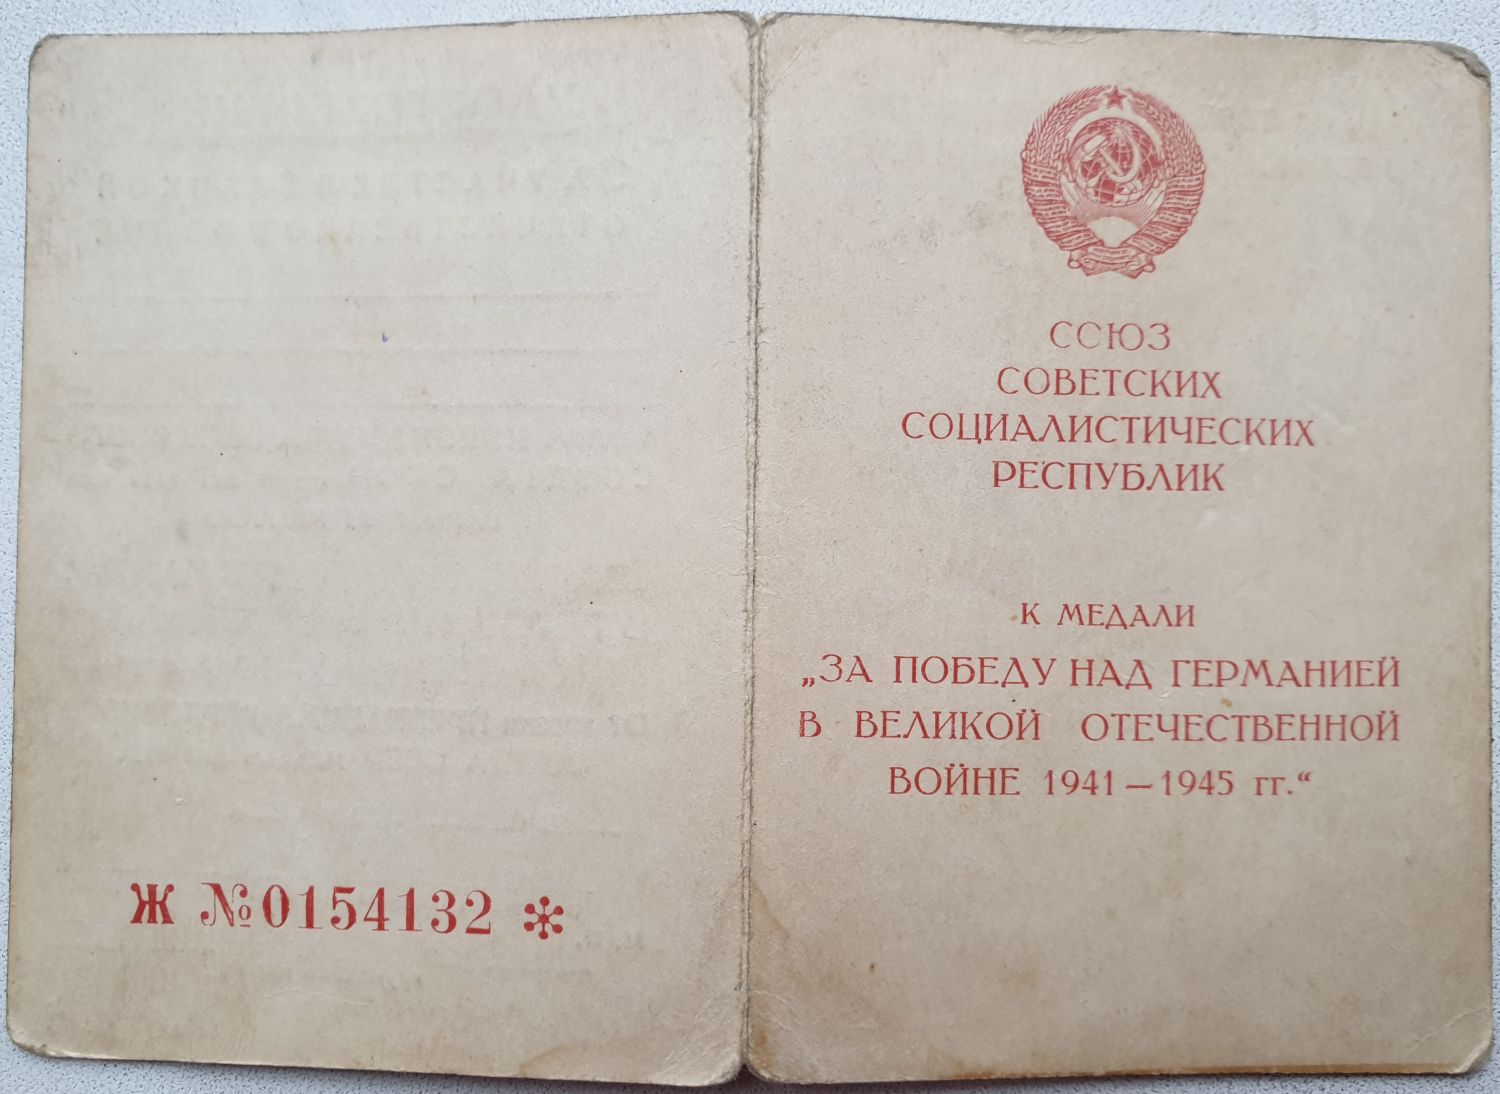 Ж №0154132 *
ССЮЗ
СОВЕТСКИХ
СОЦИАЛИСТИЧЕСКИХ
РЕСПУБЛИК
К МЕДАЛИ
„ЗА ПОБЕДУ НАД ГЕРМАНИЕЙ
В ВЕЛИКОЙ ОТЕЧЕСТВЕННОЙ
ВОЙНЕ 1941—1945 гг.“